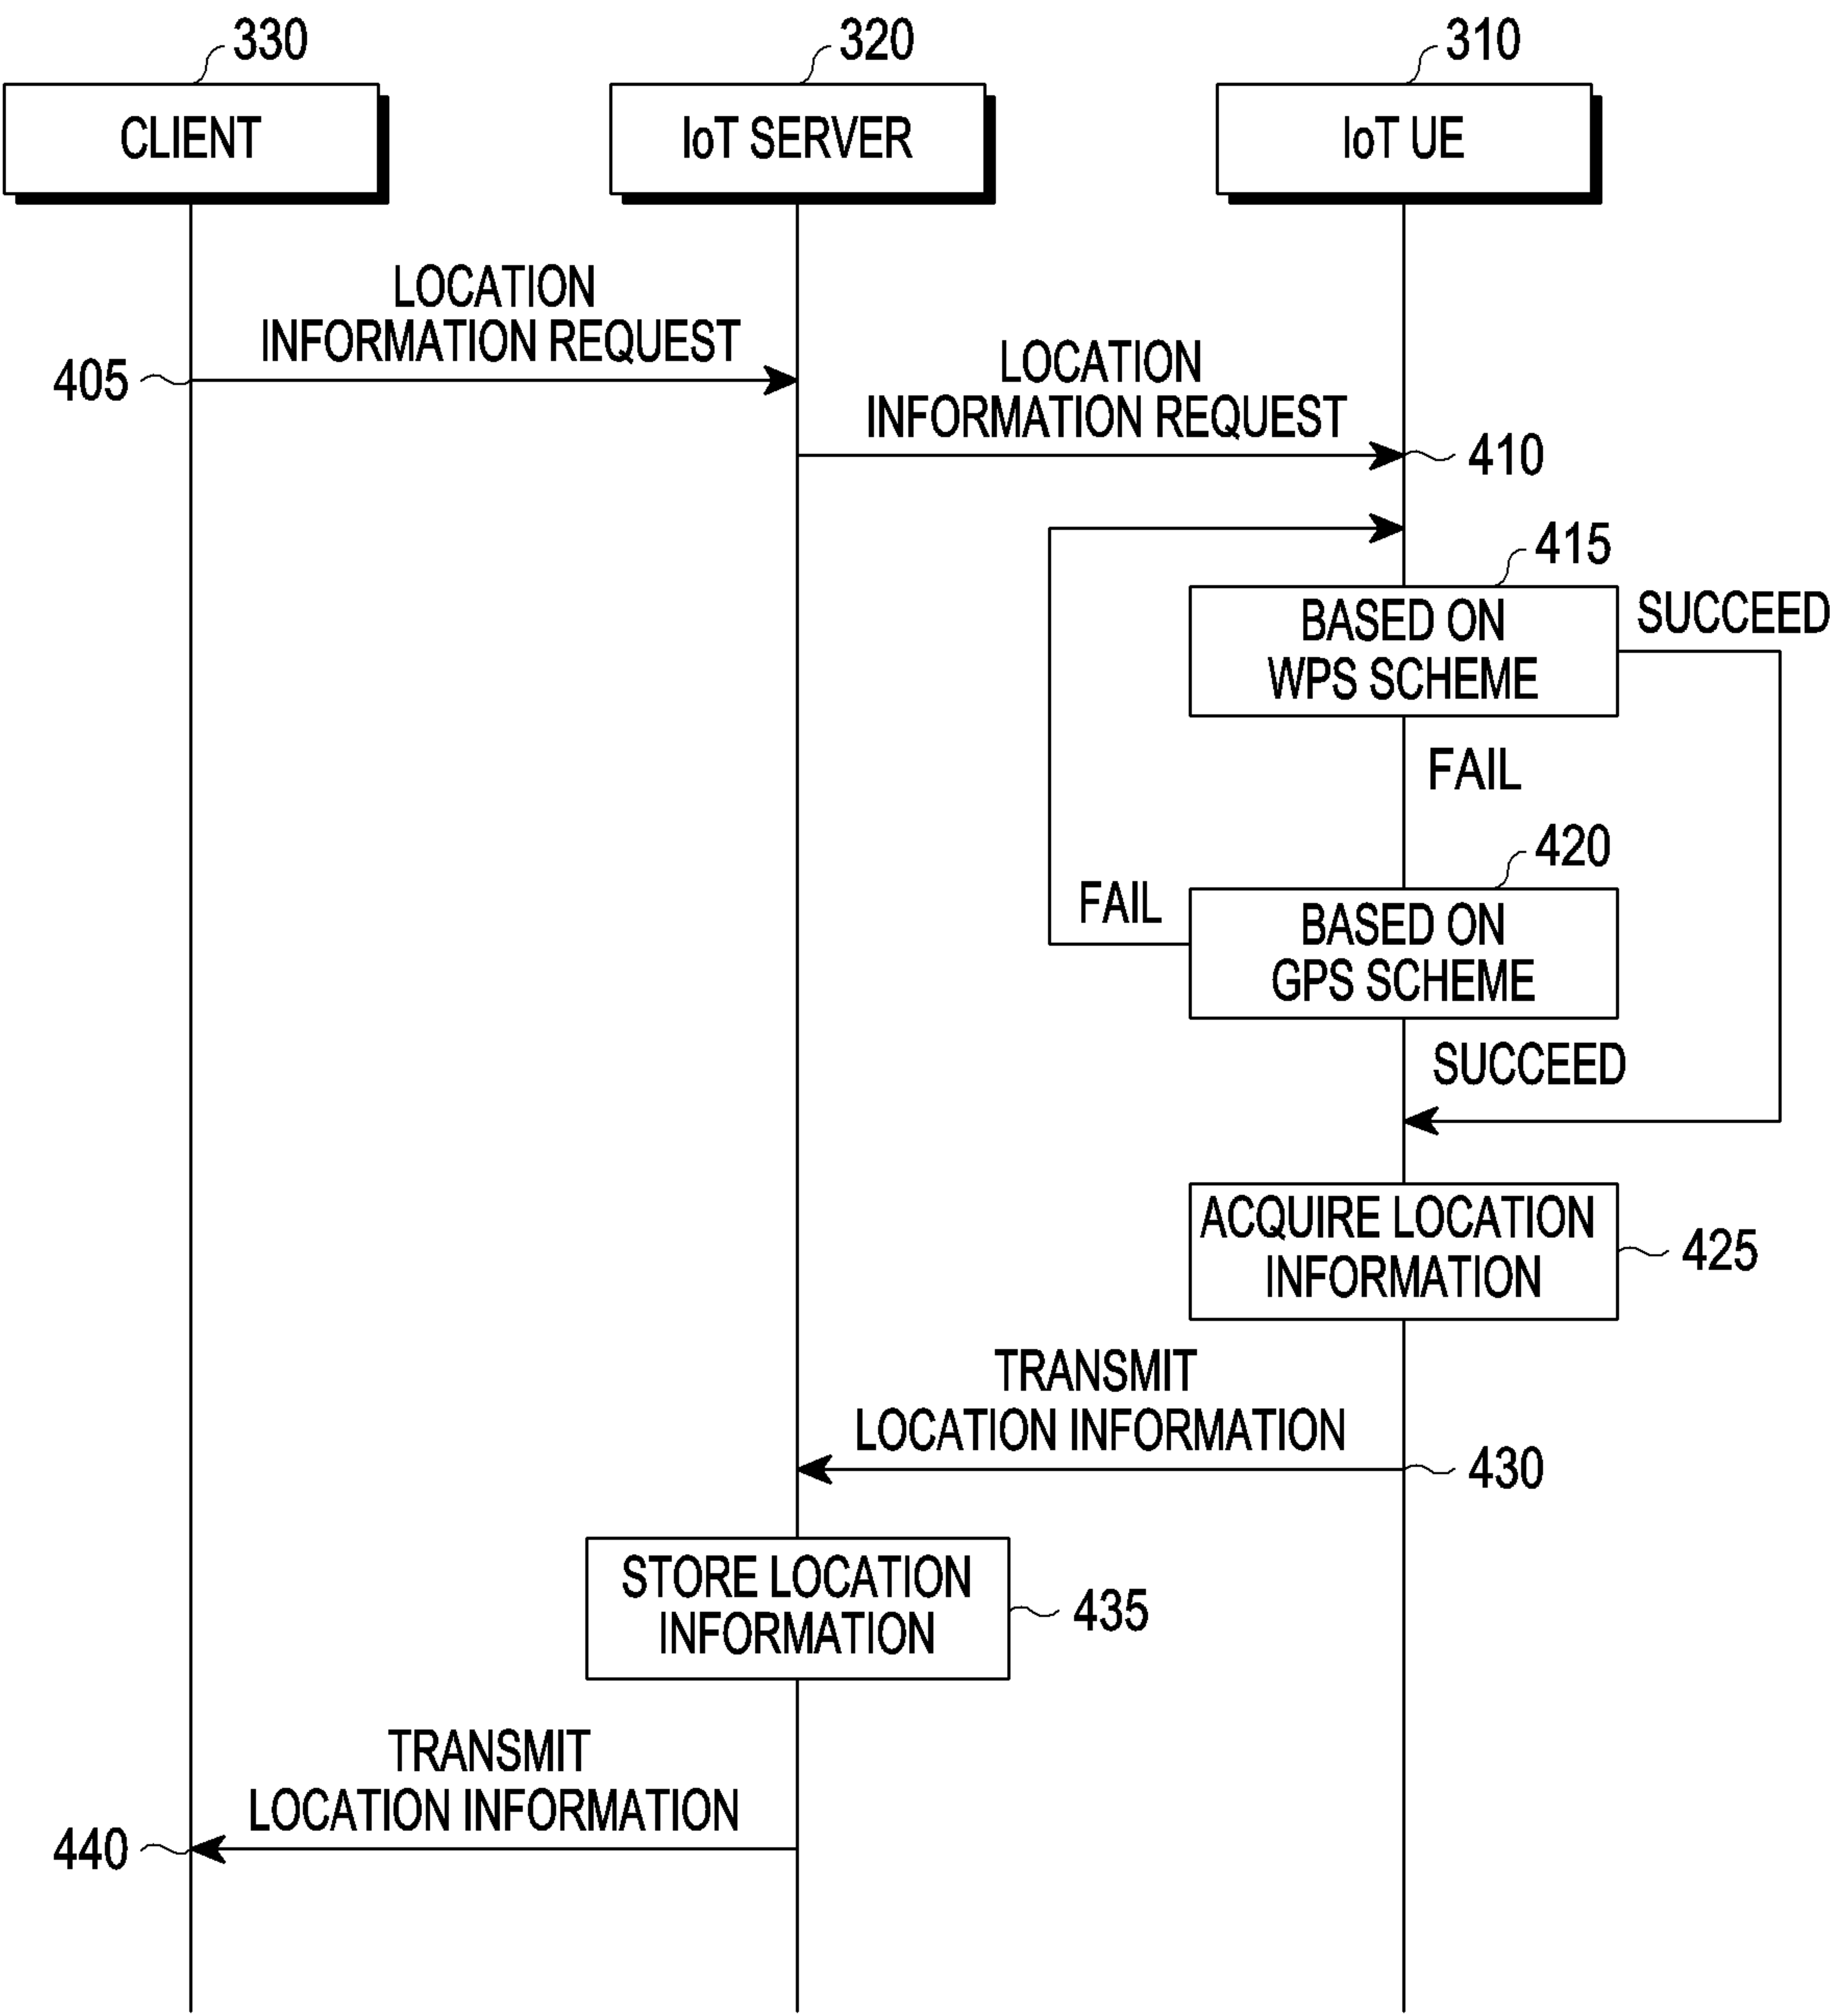 330
320
310
CLIENT
IoT SERVER
IoT UE
LOCATION
INFORMATION REQUEST
405
LOCATION
INFORMATION REQUEST
410
415
BASED ON
WPS SCHEME
SUCCEED
FAIL
420
FAIL
BASED ON
GPS SCHEME
SUCCEED
ACQUIRE LOCATION
INFORMATION
425
TRANSMIT
LOCATION INFORMATION
430
STORE LOCATION
INFORMATION
435
TRANSMIT
LOCATION INFORMATION
440